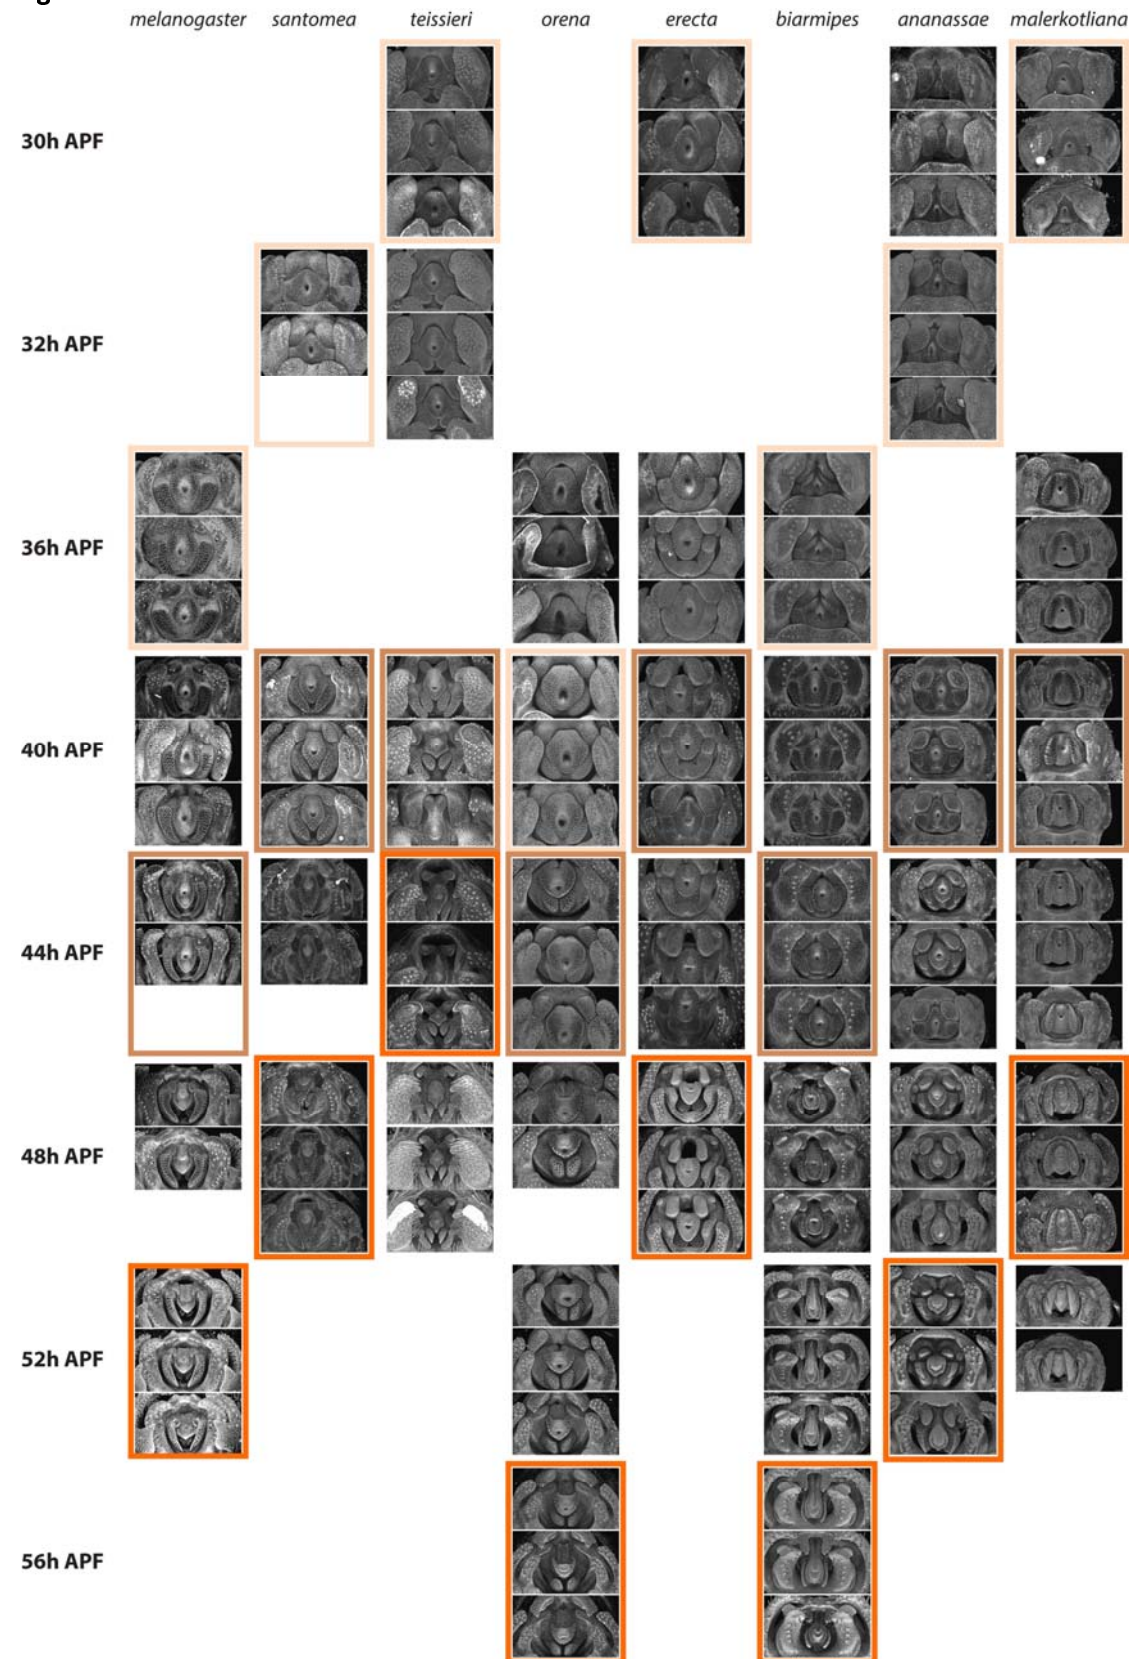 melanogaster santomea teissieri orena erecta biarmipes ananassae malerkotliana
30h APF
32h APF
36h APF
40h APF
44h APF
48h APF
52h APF
56h APF